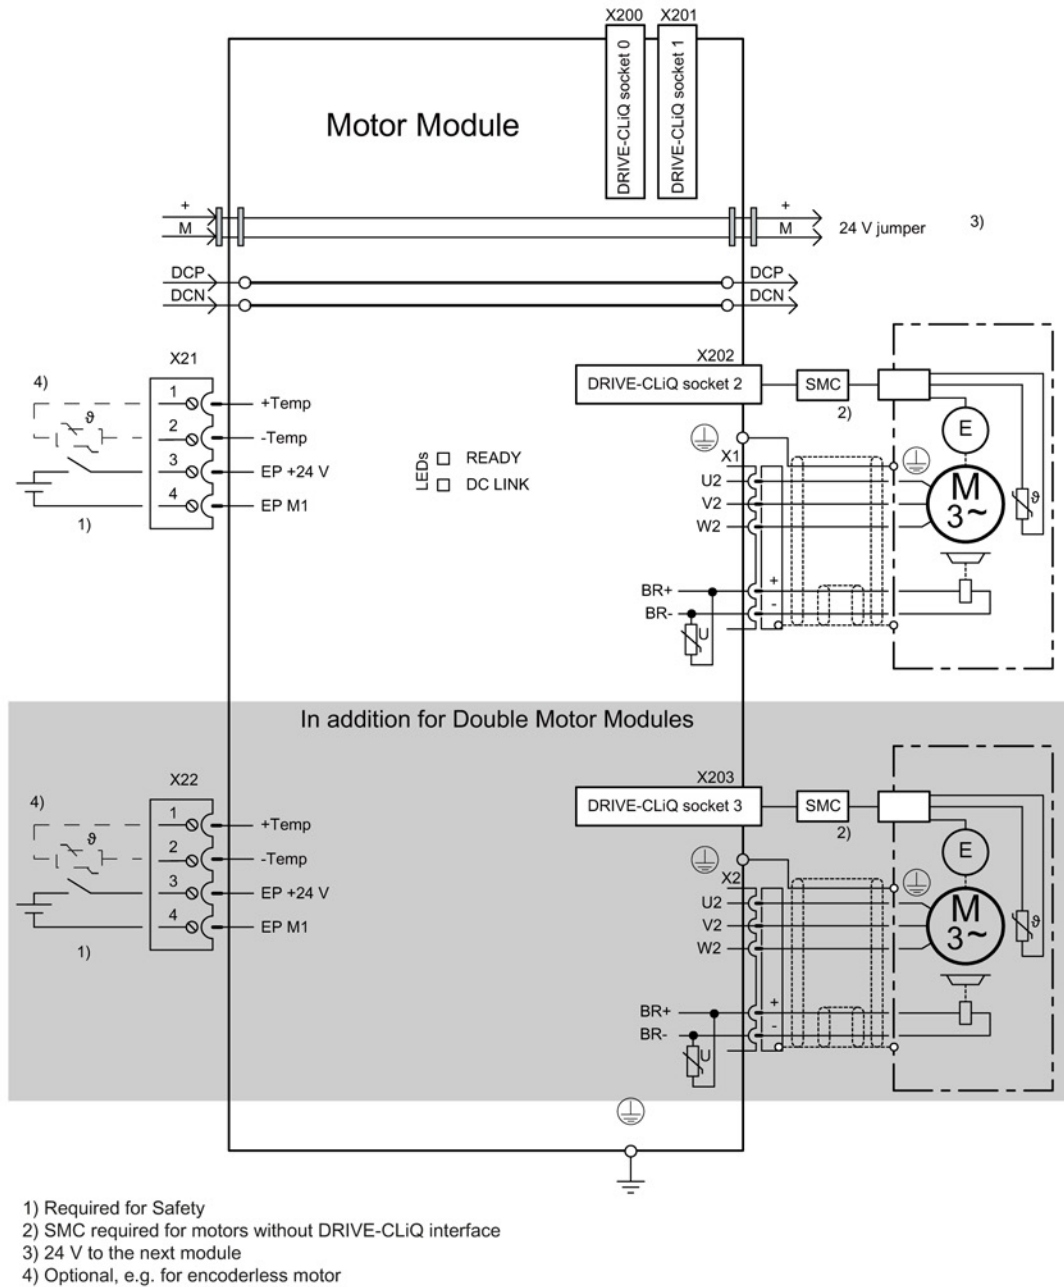 X200 X201
DRIVE-CLiQ socket 0
DRIVE-CLiQ socket 1
Motor Module
+ +
M M 24 V jumper 3)
DCP DCP
DCN DCN
X21
4)
1 +Temp
ϑ
2 -Temp
3 EP +24 V
4 EP M1
1)
LEDs
READY
DC LINK
X202
DRIVE-CLiQ socket 2 SMC
2)
E
X1
U2
V2
W2
M
3~
ϑ
BR+ +
BR- -
U
In addition for Double Motor Modules
X22
4)
1 +Temp
ϑ
2 -Temp
3 EP +24 V
4 EP M1
1)
X203
DRIVE-CLiQ socket 3 SMC
2)
E
X2
U2
V2
W2
M
3~
ϑ
BR+ +
BR- -
U
1) Required for Safety
2) SMC required for motors without DRIVE-CLiQ interface
3) 24 V to the next module
4) Optional, e.g. for encoderless motor